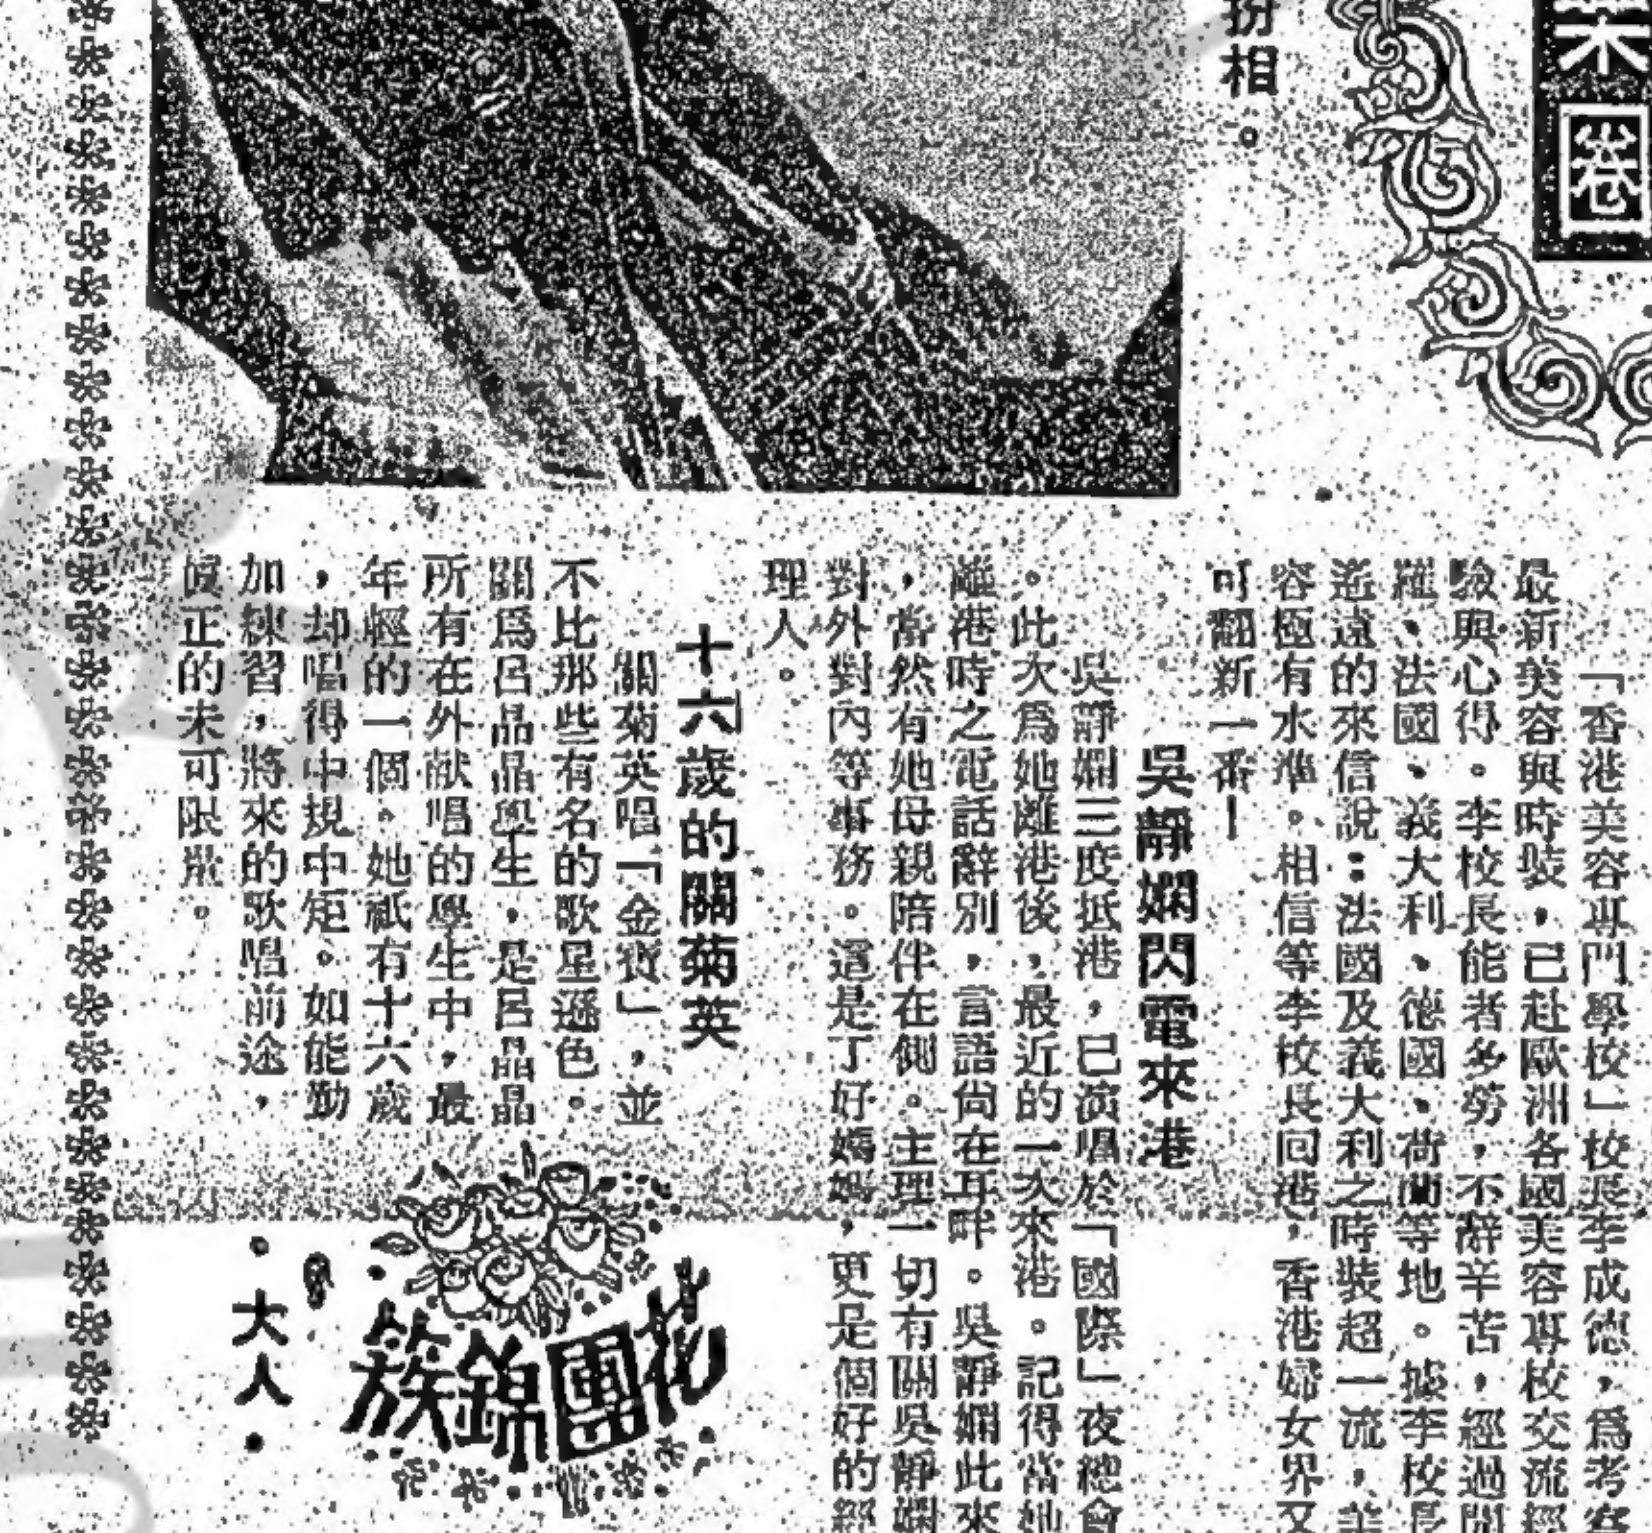 扮相。
圈
「香港美容專門學校」校長李成德，爲考察
最新美容與時裝，已赴歐洲各國美容專校交流經
驗與心得。李校長能者多勞，不辭辛苦，經過
、法國、義大利、德國、荷蘭等地。據李校長
遙遠的來信說：法國及義大利之時裝超一流，美
容極有水準。相信等李校長回港，香港婦女界又
可翻新一番！
吳靜嫻閃電來港
吳靜嫻三度抵港，已演唱於「國際」夜總會
。此次爲她離港後，最近的一次來港。記得當她
離港時之電話辭別，言語尙在耳畔。吳靜嫻此來
，當然有她母親陪伴在側。主理一切有關吳靜嫻
對外對內等事務。這是了好媽媽，更是個好的經
理人。
十六歲的關菊英
關菊英唱「金寶」，並
不比那些有名的歌星遜色。
關爲呂晶晶學生，是呂晶晶
所有在外献唱的學生中，最
年輕的一個。她祇有十六歲
，却唱得中規中矩。如能勤
加練習，將來的歌唱前途，
眞正的未可限量。
花團錦簇
・大人・